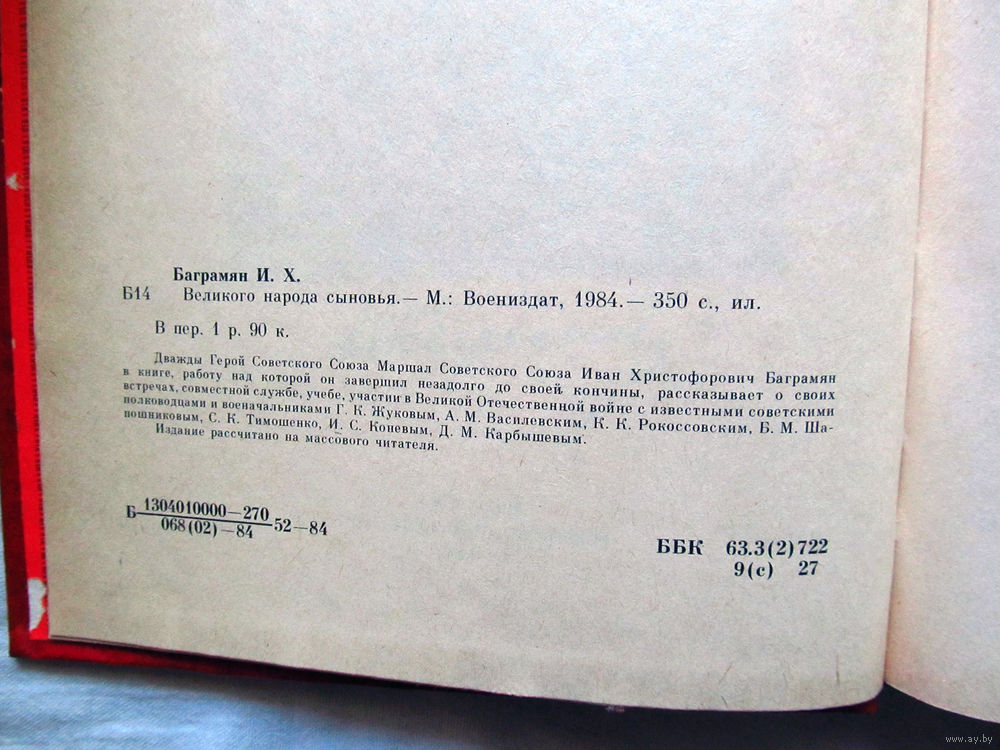 Баграмян И. Х.
Б14 Великого народа сыновья.— М.: Воениздат, 1984.— 350 с., ил.
В пер. 1 р. 90 к.
Дважды Герой Советского Союза Маршал Советского Союза Иван Христофорович Баграмян
в книге, работу над которой он завершил незадолго до своей кончины, рассказывает о своих
встречах, совместной службе, учебе, участии в Великой Отечественной войне с известными советскими
полководцами и военачальниками Г. К. Жуковым, А. М. Василевским, К. К. Рокоссовским, Б. М. Ша-
пошниковым, С. К. Тимошенко, И. С. Коневым, Д. М. Карбышевым.
Издание рассчитано на массового читателя.
Б 1304010000—270
068(02)—84 52—84
ББК 63.3(2)722
9(с) 27
www.ay.by